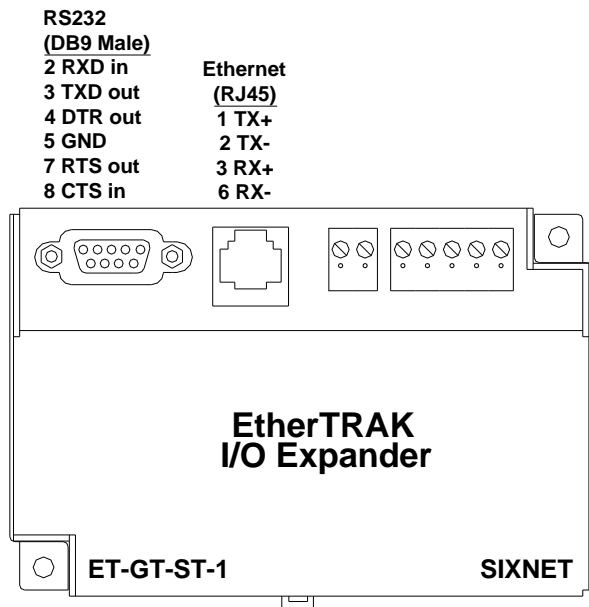 RS232
(DB9 Male)
2 RXD in
3 TXD out
4 DTR out
5 GND
7 RTS out
8 CTS in
Ethernet
(RJ45)
1 TX+
2 TX-
3 RX+
6 RX-
EtherTRAK
I/O Expander
ET-GT-ST-1
SIXNET